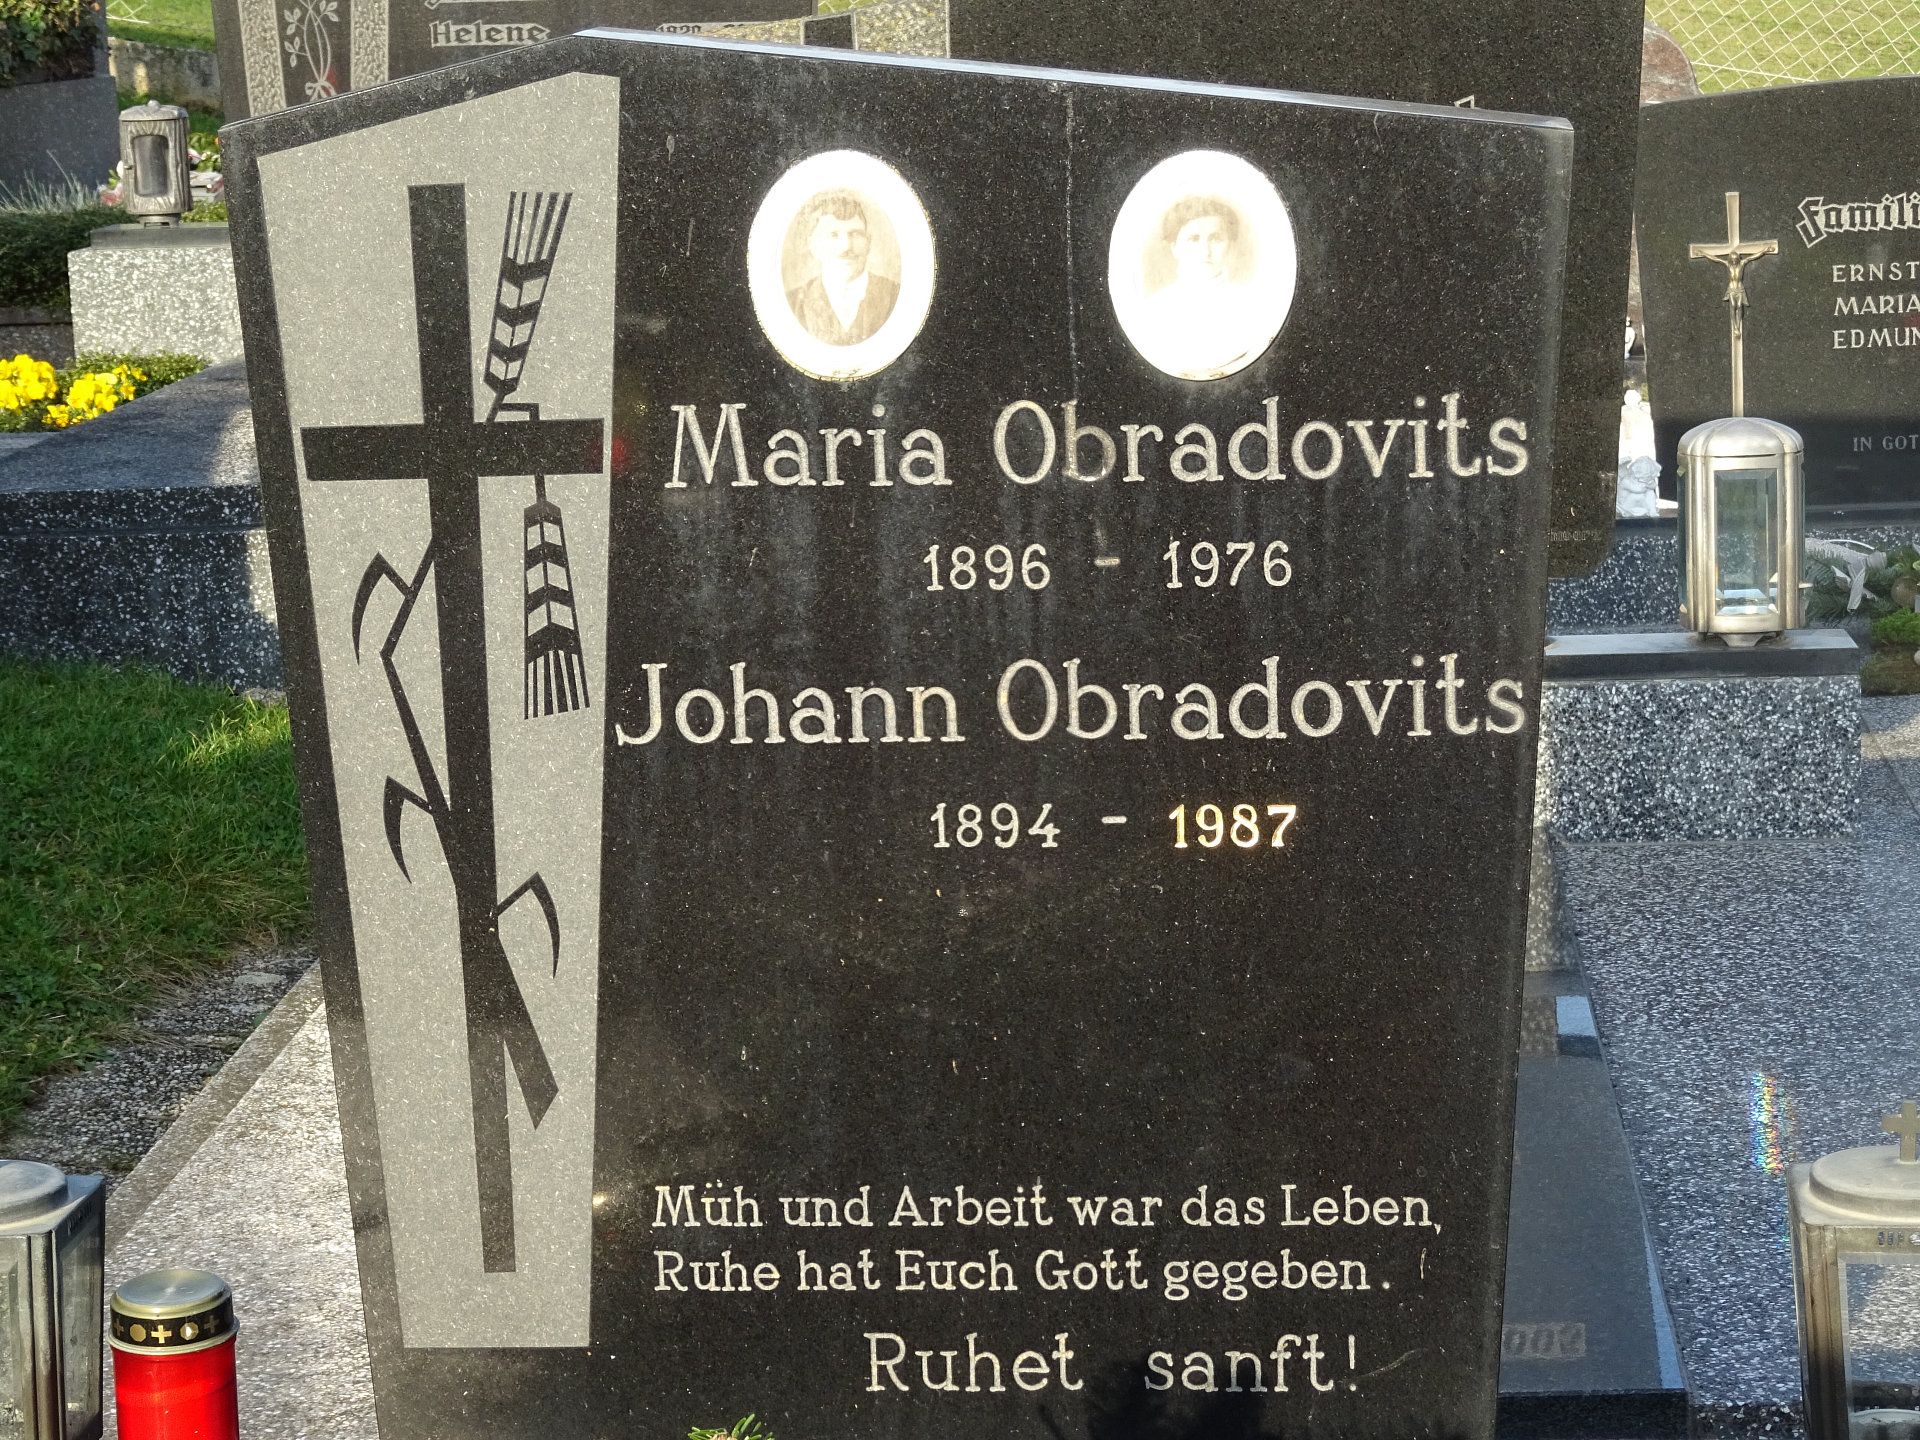 Helene
Famili
ERNST
MARIA
EDMUN
IN GOT
Maria Obradovits
1896 - 1976
Johann Obradovits
1894 - 1987
Müh und Arbeit war das Leben,
Ruhe hat Euch Gott gegeben.
Ruhet sanft!